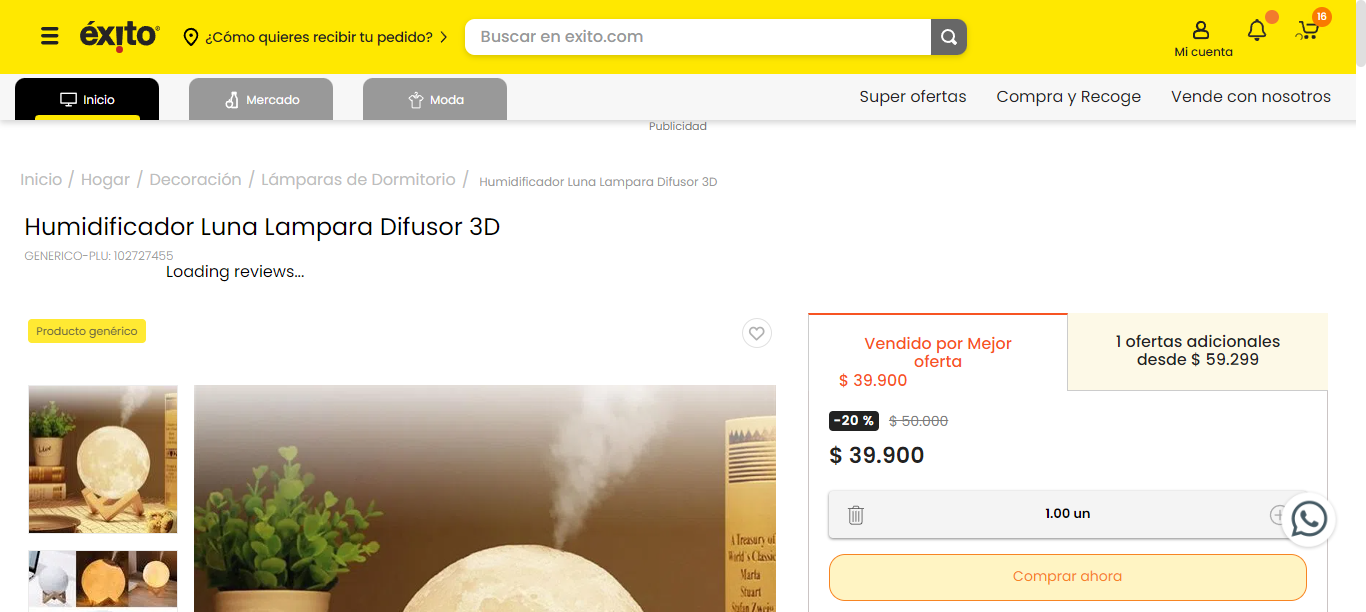 éxito
¿Cómo quieres recibir tu pedido?
Buscar en exito.com
Mi cuenta
16
Inicio
Mercado
Moda
Super ofertas
Compra y Recoge
Vende con nosotros
Publicidad
Inicio / Hogar / Decoración / Lámparas de Dormitorio / Humidificador Luna Lampara Difusor 3D
Humidificador Luna Lampara Difusor 3D
GENERICO-PLU: 102727455
Loading reviews...
Producto genérico
Vendido por Mejor
oferta
$ 39.900
1 ofertas adicionales
desde $ 59.299
-20 % $ 50.000
$ 39.900
1.00 un
Comprar ahora
A Treasury of
World's Classics
Marta
Stuart
Stefan Zweig